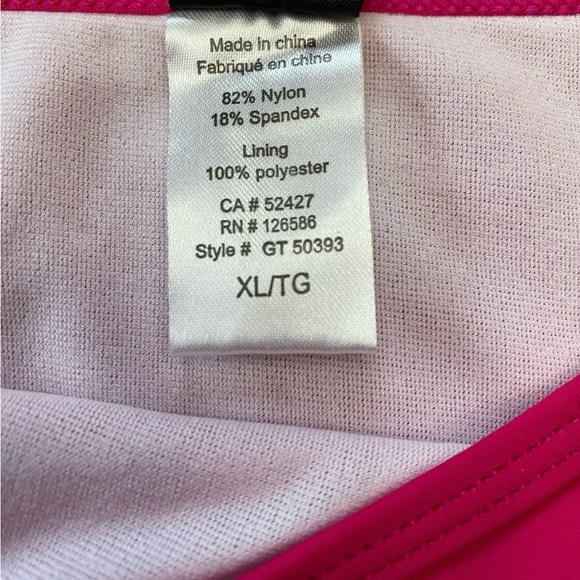 Made in china
Fabriqué en chine
82% Nylon
18% Spandex
Lining
100% polyester
CA # 52427
RN # 126586
Style # GT 50393
XL/TG